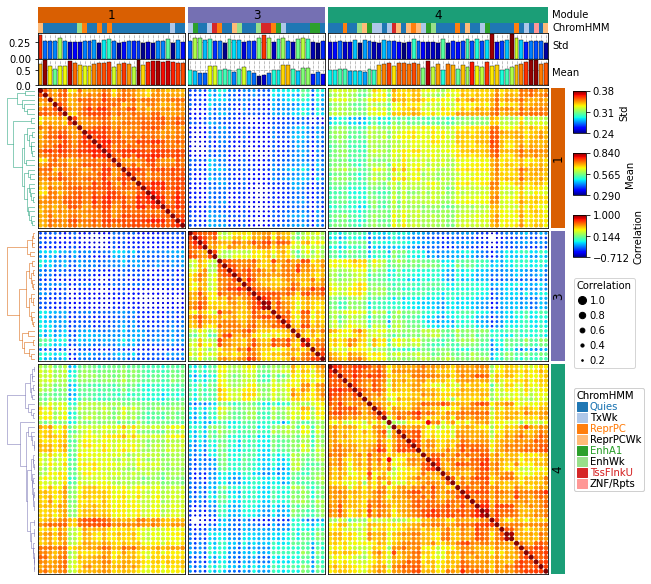 1 3 4 Module
ChromHMM
0.25 Std
0.00
0.5 Mean
0.0
1
3
4
0.38
0.31
0.24
Std
0.840
0.565
0.290
Mean
1.000
0.144
−0.712
Correlation
Correlation
1.0
0.8
0.6
0.4
0.2
ChromHMM
Quies
TxWk
ReprPC
ReprPCWk
EnhA1
EnhWk
TssFlnkU
ZNF/Rpts